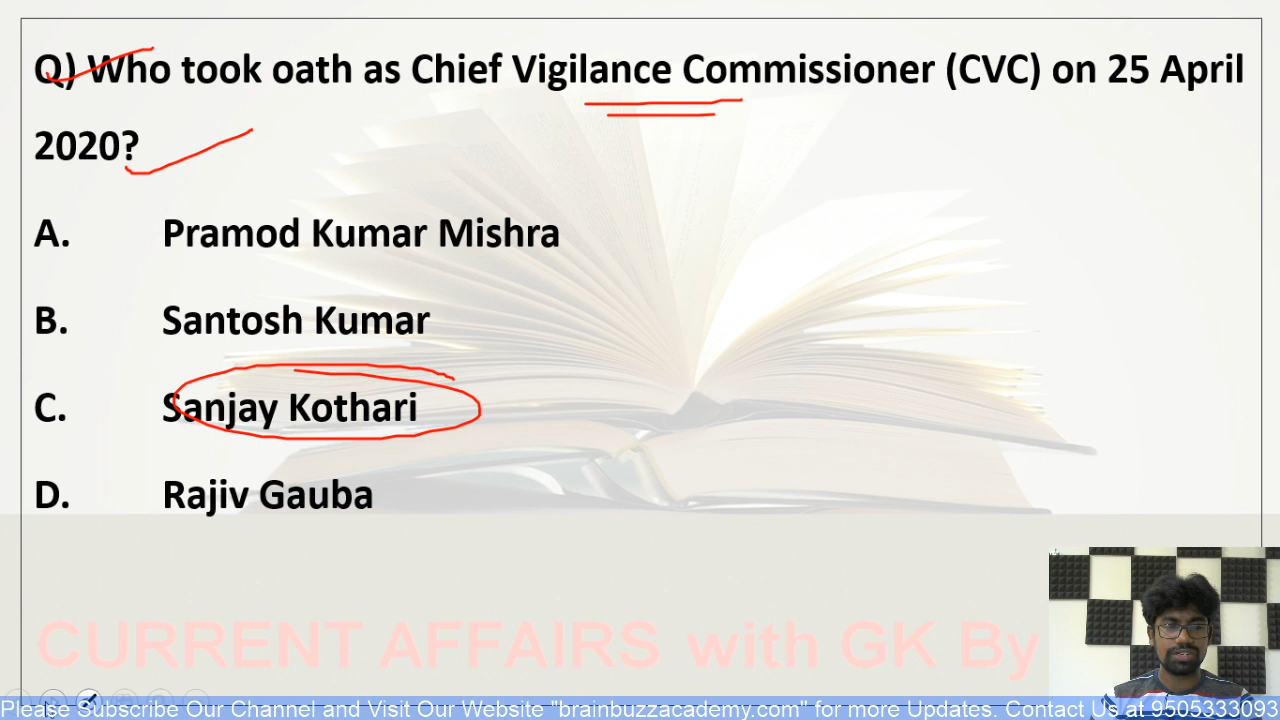 Q) Who took oath as Chief Vigilance Commissioner (CVC) on 25 April
2020?
A. Pramod Kumar Mishra
B. Santosh Kumar
C. Sanjay Kothari
D. Rajiv Gauba
CURRENT AFFAIRS with GK By
Please Subscribe Our Channel and Visit Our Website "brainbuzzacademy.com" for more Updates. Contact Us at 9505333093